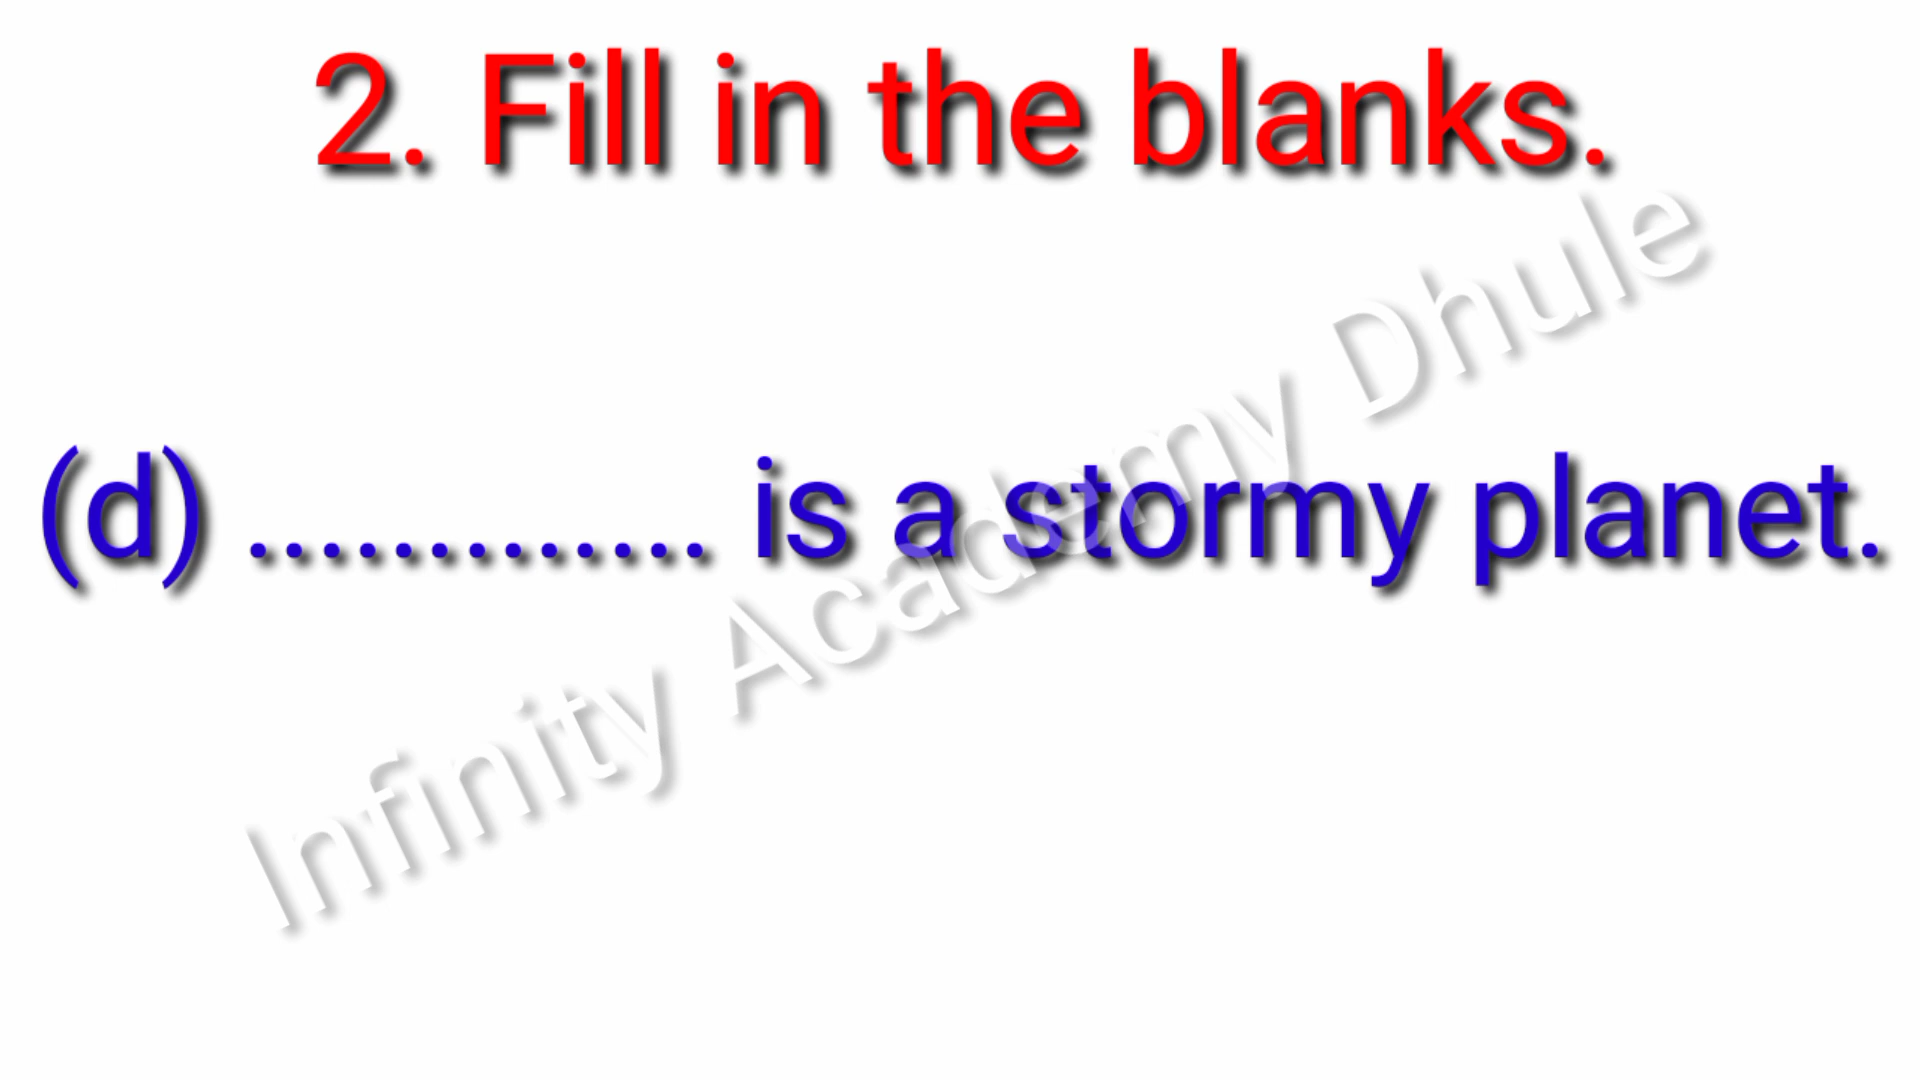 2. Fill in the blanks.
(d) ............. is a stormy planet.
Infinity Academy Dhule